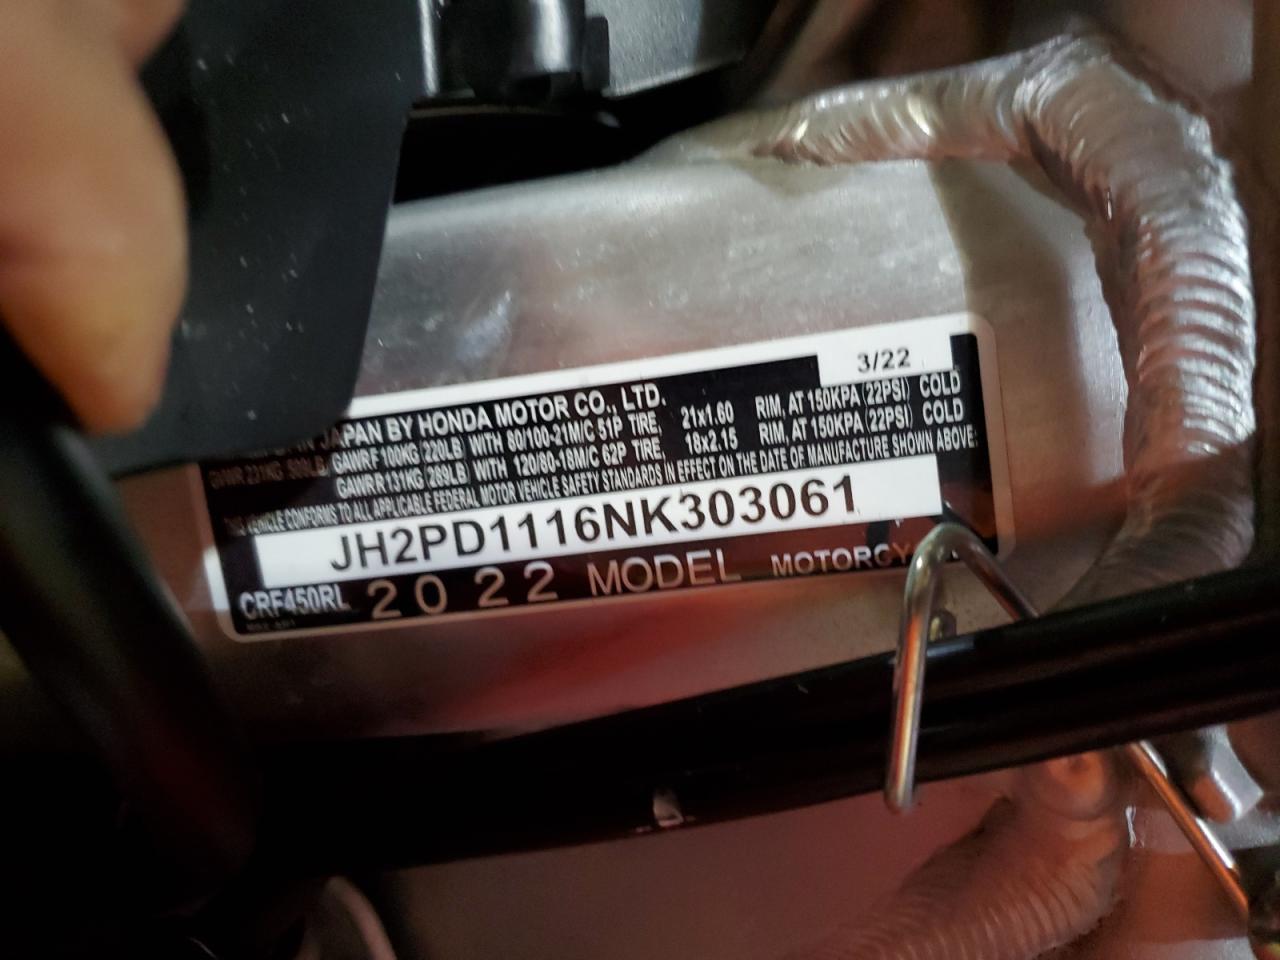 3/22
JAPAN BY HONDA MOTOR CO., LTD.
GAWR F 100KG 220LB WITH 80/100-21M/C 51P TIRE, 21x1.60 RIM, AT 150KPA (22PSI) COLD
GAWR R 131KG 289LB WITH 120/80-18M/C 62P TIRE, 18x2.15 RIM, AT 150KPA (22PSI) COLD
THIS VEHICLE CONFORMS TO ALL APPLICABLE FEDERAL MOTOR VEHICLE SAFETY STANDARDS IN EFFECT ON THE DATE OF MANUFACTURE SHOWN ABOVE.
JH2PD1116NK303061
CRF450RL 2022 MODEL